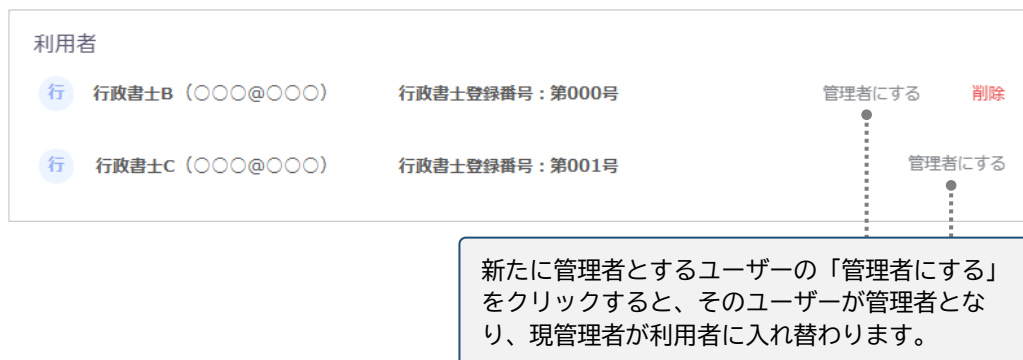 利用者
行 行政書士B（○○○@○○○） 行政書士登録番号：第000号 管理者にする 削除
行 行政書士C（○○○@○○○） 行政書士登録番号：第001号 管理者にする
新たに管理者とするユーザーの「管理者にする」
をクリックすると、そのユーザーが管理者とな
り、現管理者が利用者に入れ替わります。